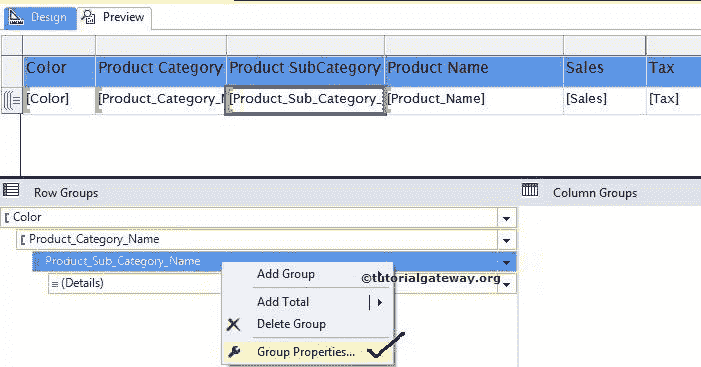 Design Preview
Color Product Category Product SubCategory Product Name Sales Tax
[Color] [Product_Category_N [Product_Sub_Category_ [Product_Name] [Sales] [Tax]
Row Groups Column Groups
Color
Product_Category_Name
Product_Sub_Category_Name
(Details)
Add Group
©tutorialgateway.org
Add Total
Delete Group
Group Properties...